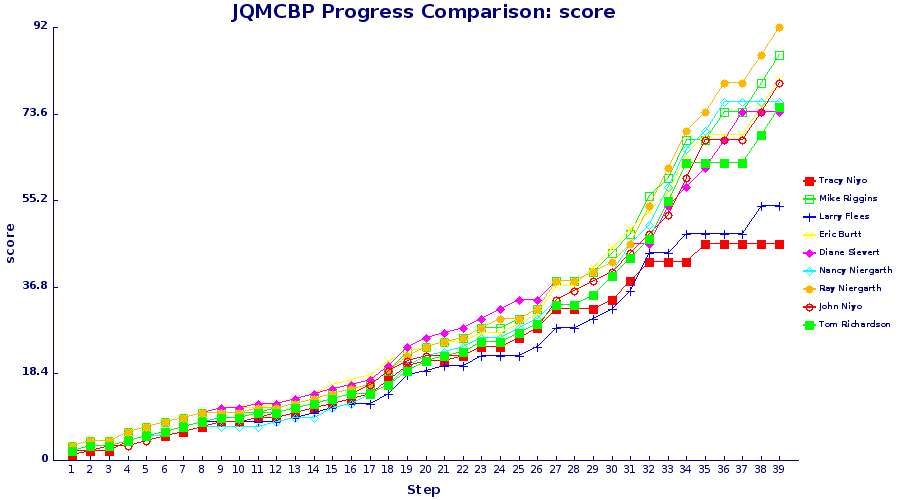 JQMCBP Progress Comparison: score
92
73.6
55.2
36.8
18.4
0
score
1 2 3 4 5 6 7 8 9 10 11 12 13 14 15 16 17 18 19 20 21 22 23 24 25 26 27 28 29 30 31 32 33 34 35 36 37 38 39
Step
Tracy Niyo
Mike Riggins
Larry Flees
Eric Burtt
Diane Sievert
Nancy Niergarth
Ray Niergarth
John Niyo
Tom Richardson